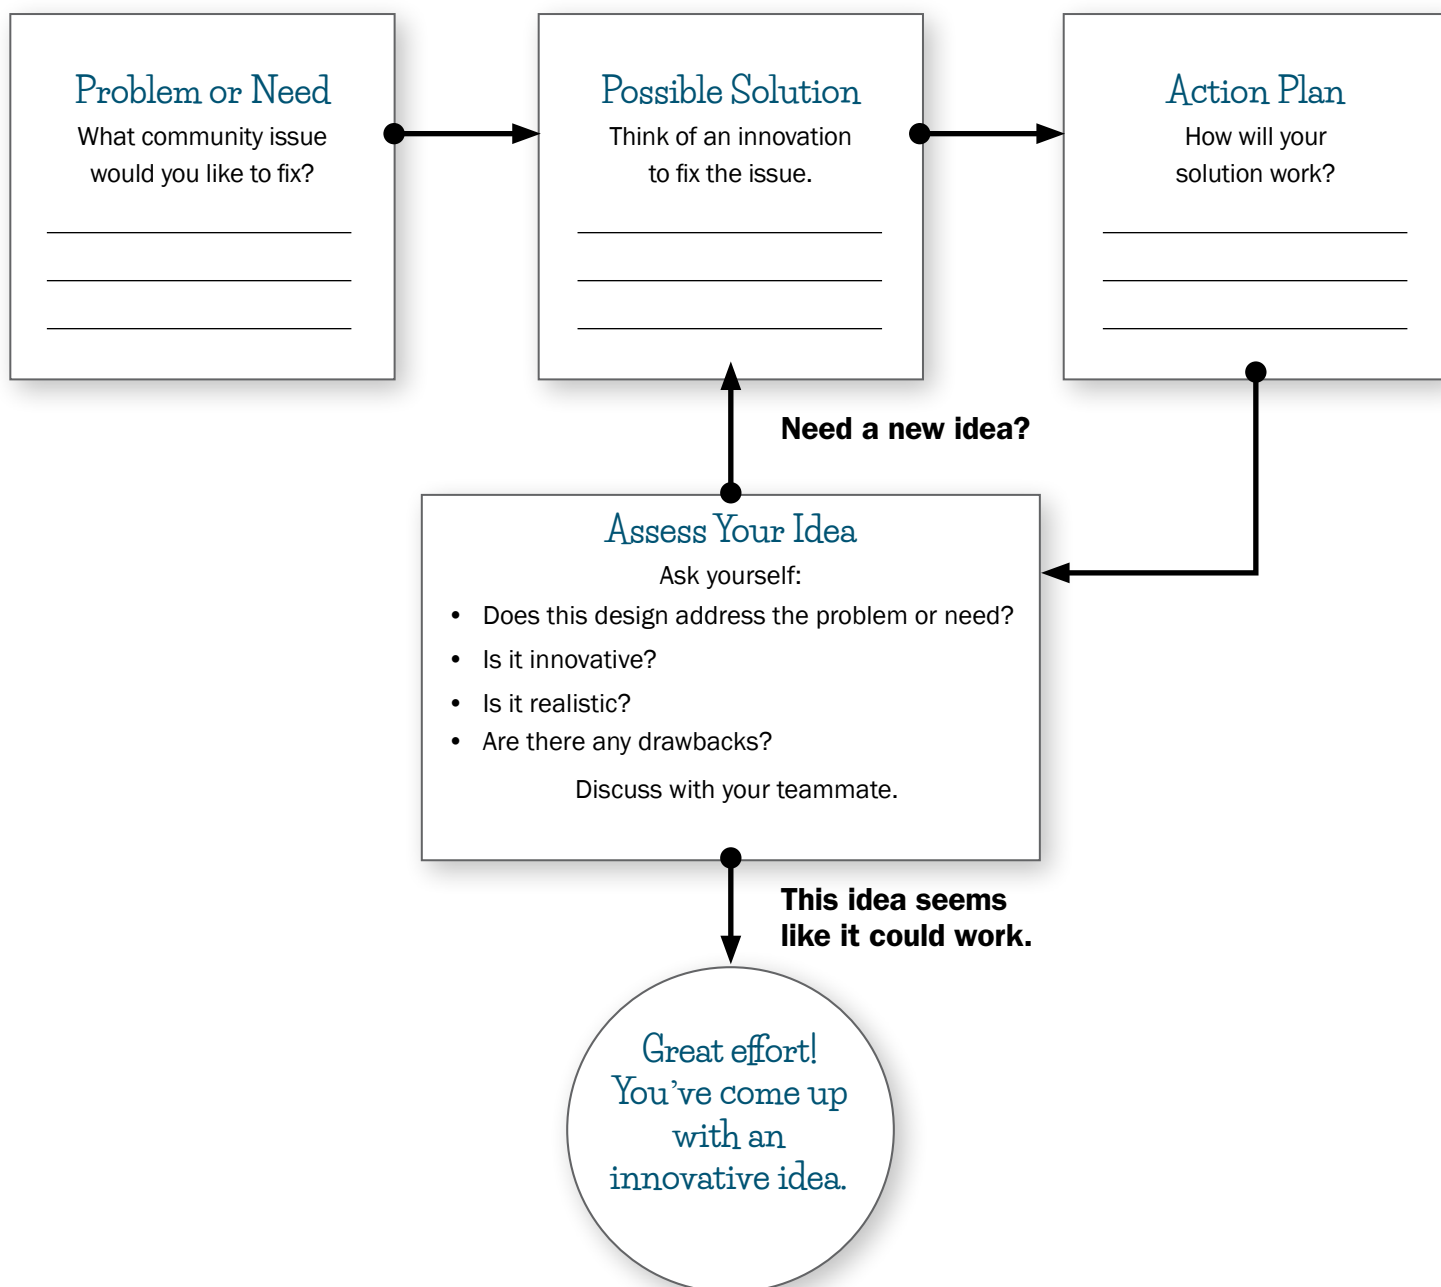 Problem or Need
What community issue
would you like to fix?
Possible Solution
Think of an innovation
to fix the issue.
Action Plan
How will your
solution work?
Need a new idea?
Assess Your Idea
Ask yourself:
• Does this design address the problem or need?
• Is it innovative?
• Is it realistic?
• Are there any drawbacks?
Discuss with your teammate.
This idea seems
like it could work.
Great effort!
You’ve come up
with an
innovative idea.